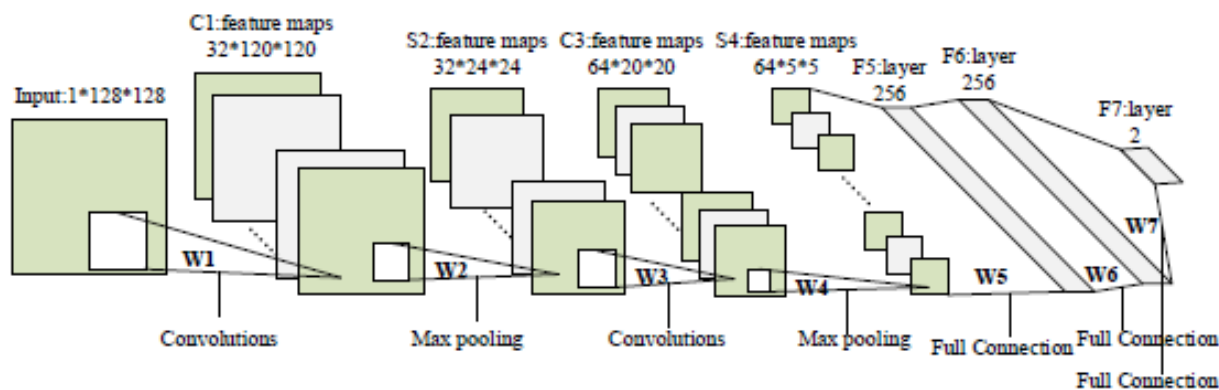 C1:feature maps
32*120*120
S2:feature maps
32*24*24
C3:feature maps
64*20*20
S4:feature maps
64*5*5
F5:layer
256
F6:layer
256
F7:layer
2
Input:1*128*128
W1
W2
W3
W4
W5
W6
W7
Convolutions
Max pooling
Convolutions
Max pooling
Full Connection
Full Connection
Full Connection